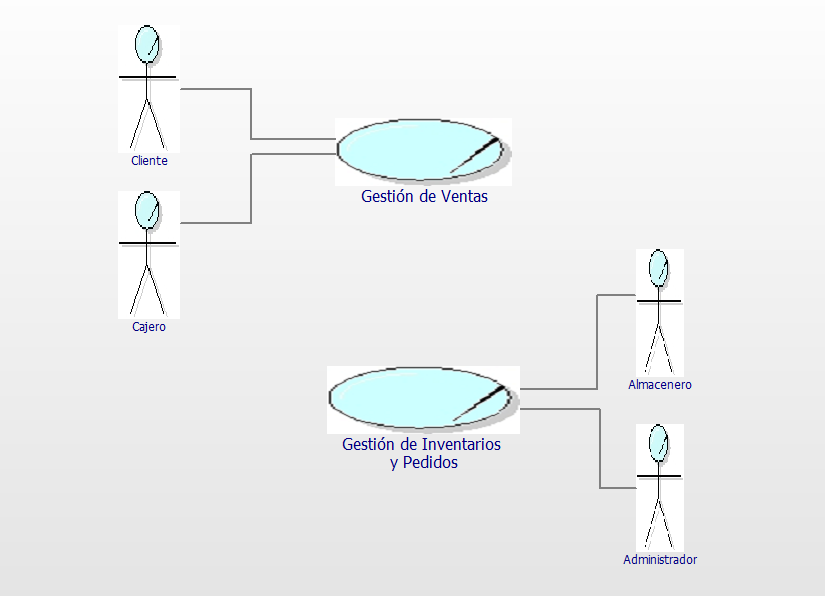 Cliente
Gestión de Ventas
Cajero
Almacenero
Gestión de Inventarios
y Pedidos
Administrador